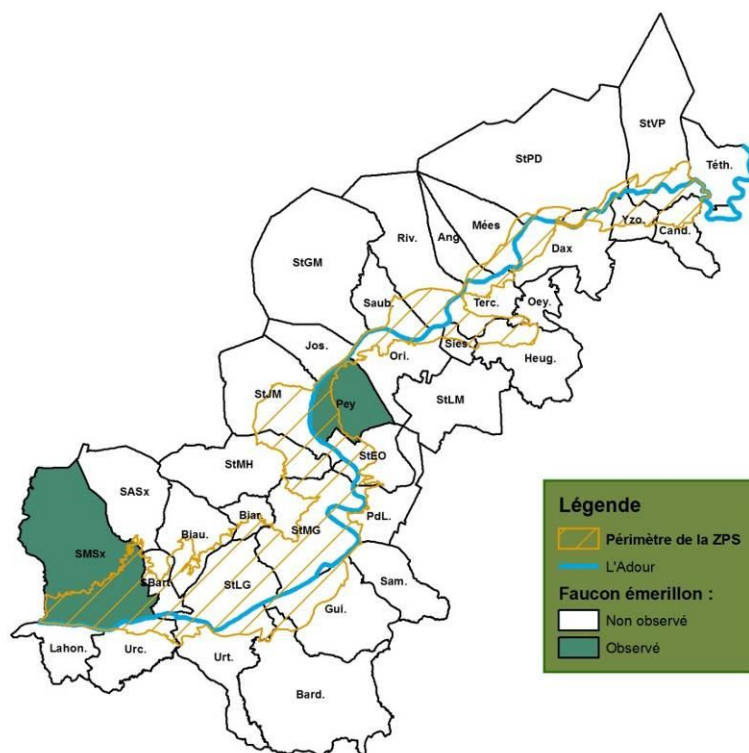 StVP
Téth.
StPD
Mées
Yzo.
Cand.
Riv.
Ang
Dax
StGM
Saub.
Terc.
Oey.
Jos.
Ori.
Sies.
Heug.
StJM
Pey
StLM
StMH
StEO
SASx
Biar.
StMG
PdL.
Biau.
SMSx
SBart.
StLG
Sam.
Gui.
Lahon.
Urc.
Urt.
Bard.
Légende
Périmètre de la ZPS
L'Adour
Faucon émerillon :
Non observé
Observé